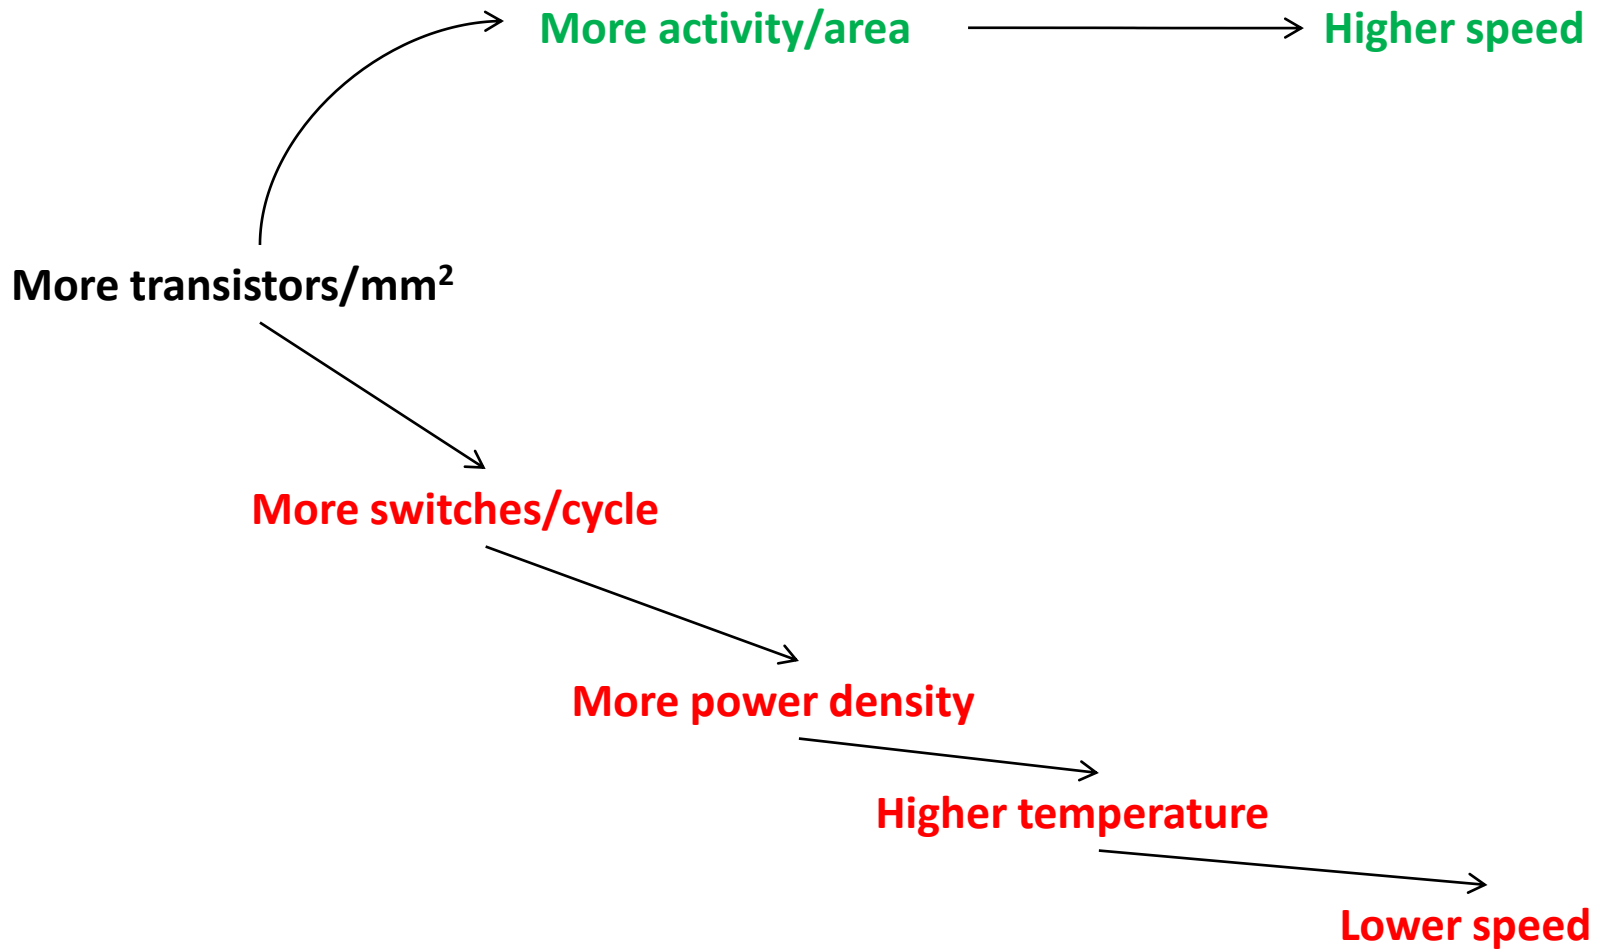 More activity/area
Higher speed
More transistors/mm²
More switches/cycle
More power density
Higher temperature
Lower speed